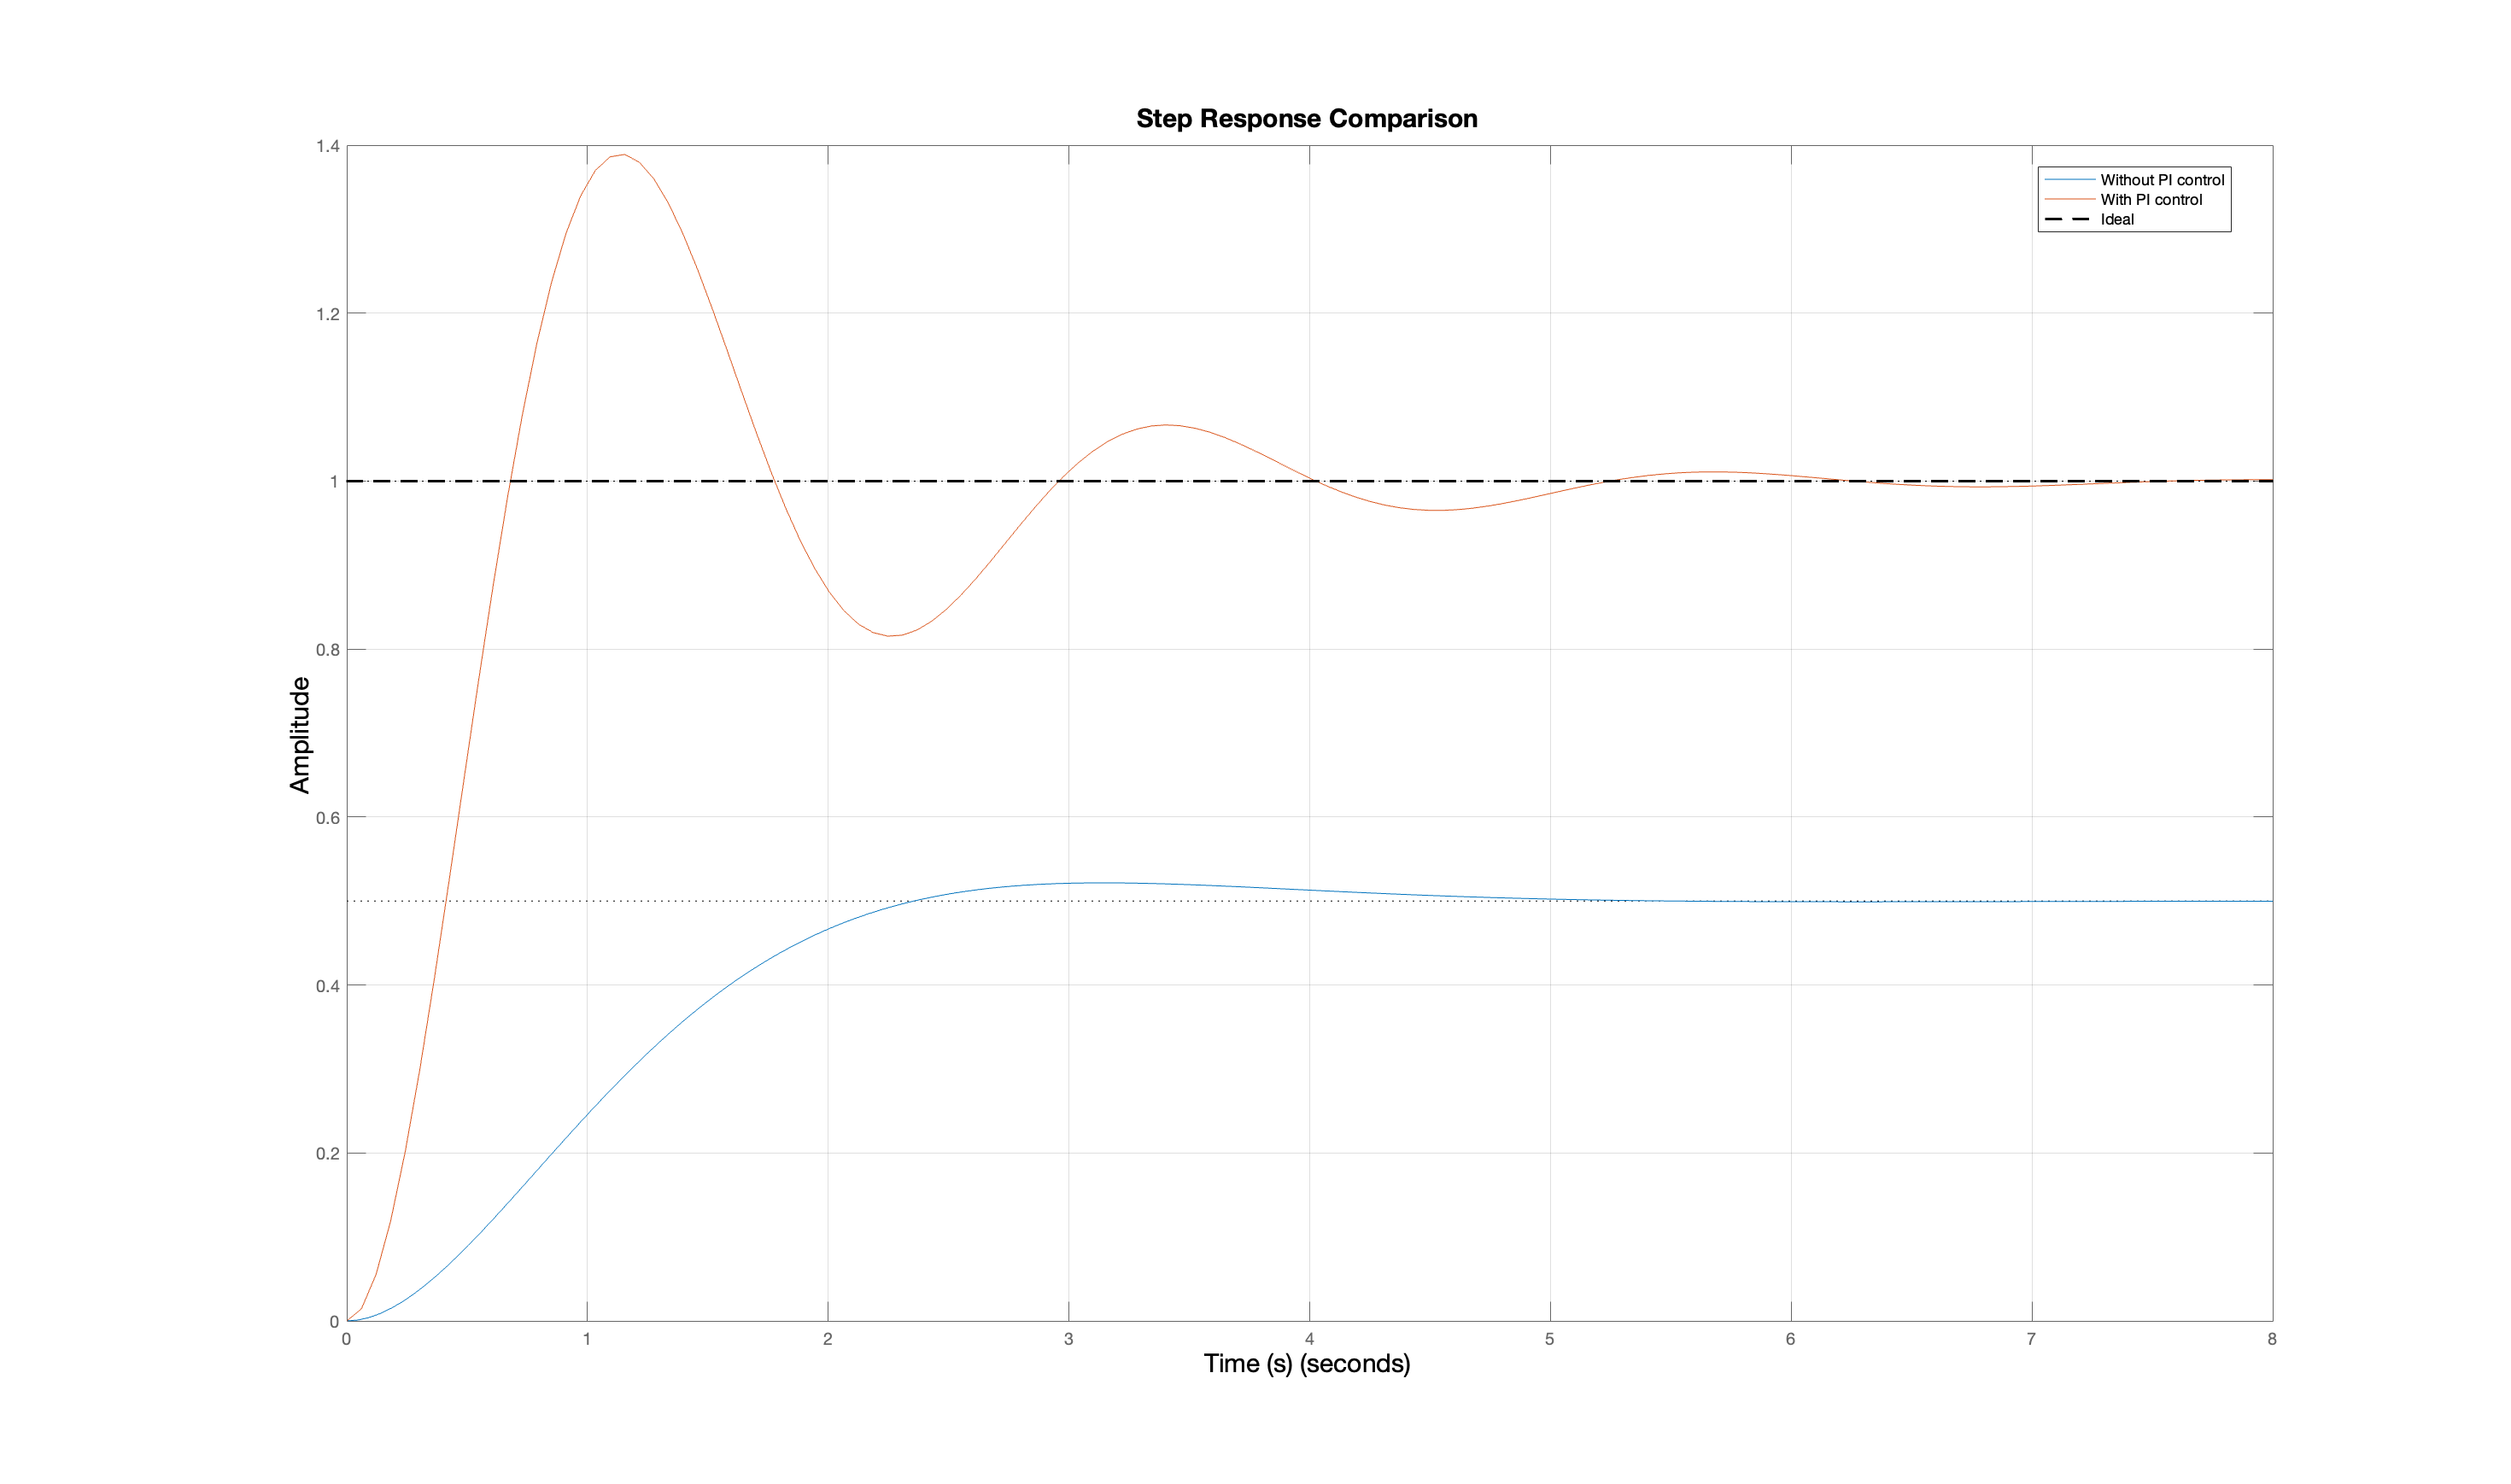 Step Response Comparison
1.4
1.2
1
0.8
0.6
0.4
0.2
0
Amplitude
Without PI control
With PI control
Ideal
0 1 2 3 4 5 6 7 8
Time (s) (seconds)